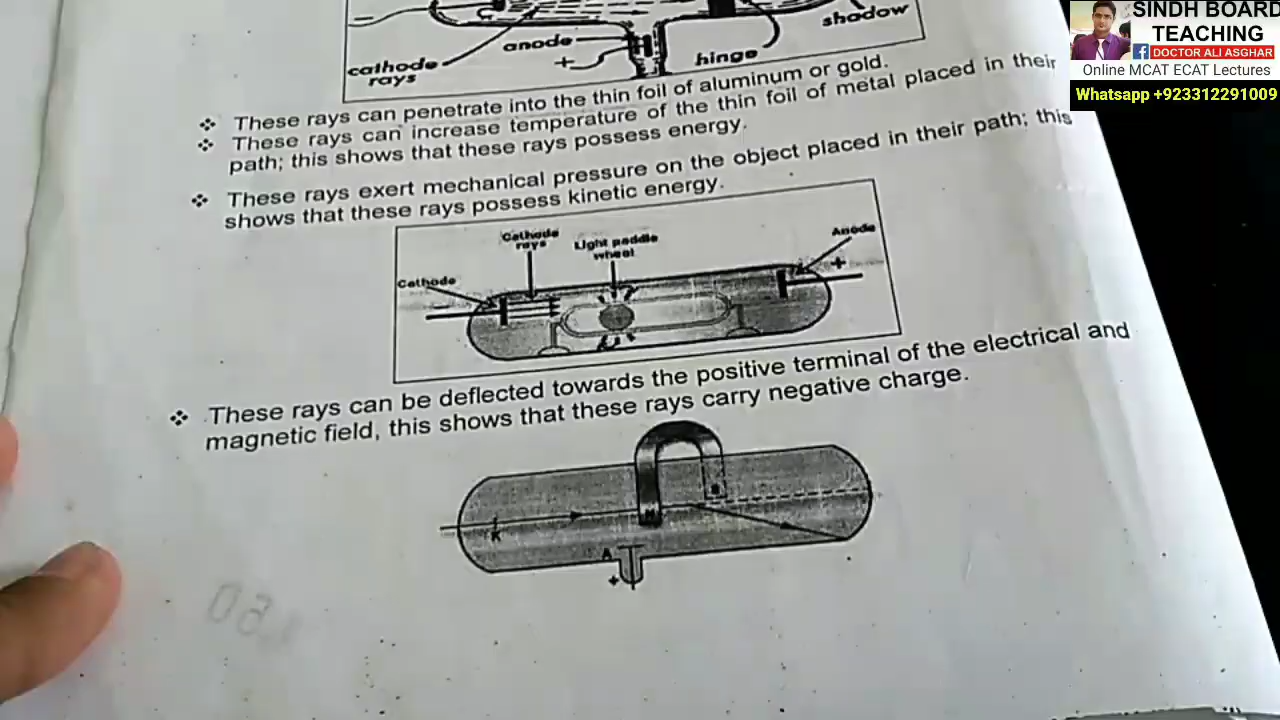 SINDH BOARD
TEACHING
DOCTOR ALI ASGHAR
Online MCAT ECAT Lectures
Whatsapp +923312291009
shadow
anode
+
hinge
cathode
rays
C
These rays can penetrate into the thin foil of aluminum or gold.
These rays can increase temperature of the thin foil of metal placed in their
path; this shows that these rays possess energy.
These rays exert mechanical pressure on the object placed in their path; this
shows that these rays possess kinetic energy.
Cathode
rays
Light paddle
wheel
Anode
+
Cathode
These rays can be deflected towards the positive terminal of the electrical and
magnetic field, this shows that these rays carry negative charge.
N
K
A
+